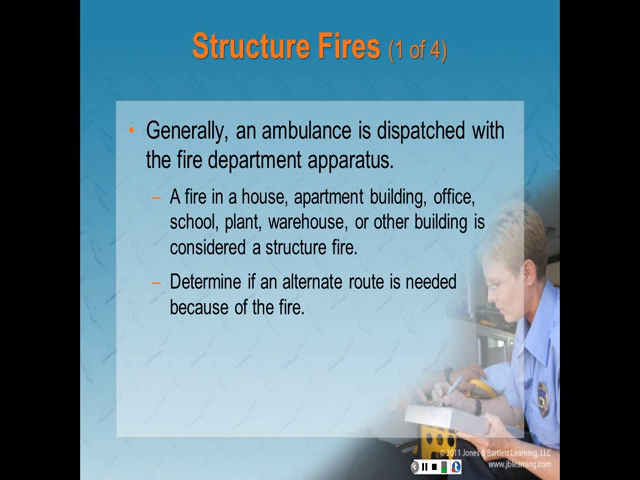 Structure Fires (1 of 4)
▪ Generally, an ambulance is dispatched with
the fire department apparatus.
– A fire in a house, apartment building, office,
school, plant, warehouse, or other building is
considered a structure fire.
– Determine if an alternate route is needed
because of the fire.
© 2011 Jones & Bartlett Learning, LLC
www.jblearning.com